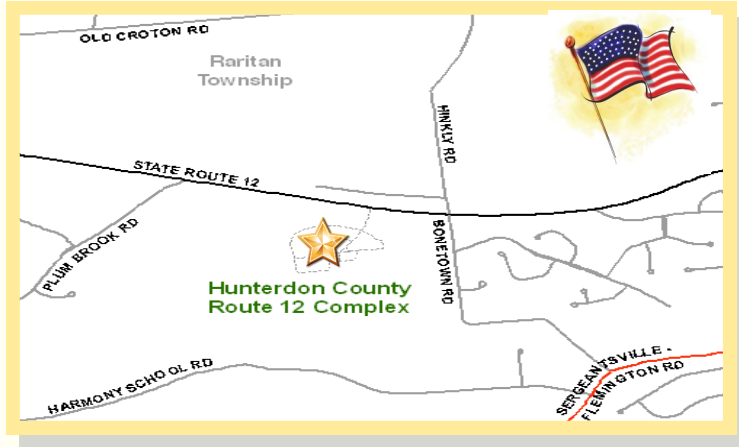 OLD CROTON RD
Raritan
Township
HINKLY RD
STATE ROUTE 12
PLUM BROOK RD
BONETOWN RD
Hunterdon County
Route 12 Complex
HARMONY SCHOOL RD
SERGEANTSVILLE -
FLEMINGTON RD